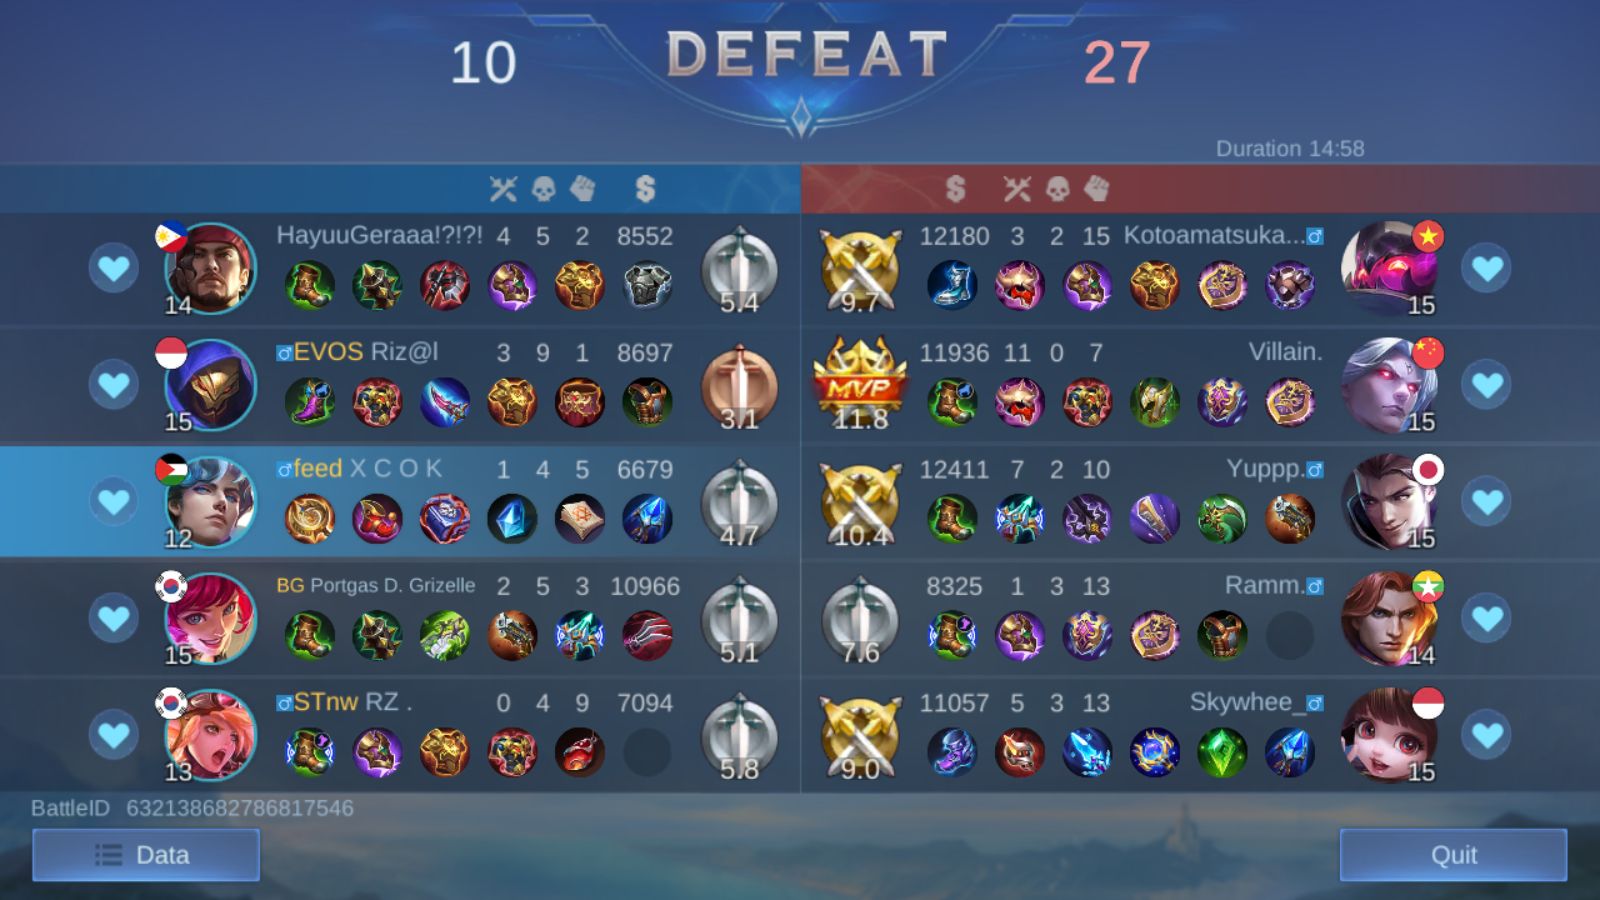 10 DEFEAT 27
Duration 14:58
HayuuGeraaa!?!?! 4 5 2 8552
14 5.4
9.7 12180 3 2 15 Kotoamatsuka...
15
EVOS Riz@l 3 9 1 8697
15 3.1
MVP 11.8 11936 11 0 7 Villain.
15
feed X C O K 1 4 5 6679
12 4.7
10.4 12411 7 2 10 Yuppp.
15
BG Portgas D. Grizelle 2 5 3 10966
15 5.1
7.6 8325 1 3 13 Ramm.
14
STnw RZ . 0 4 9 7094
13 5.8
9.0 11057 5 3 13 Skywhee_
15
BattleID 632138682786817546
Data
Quit